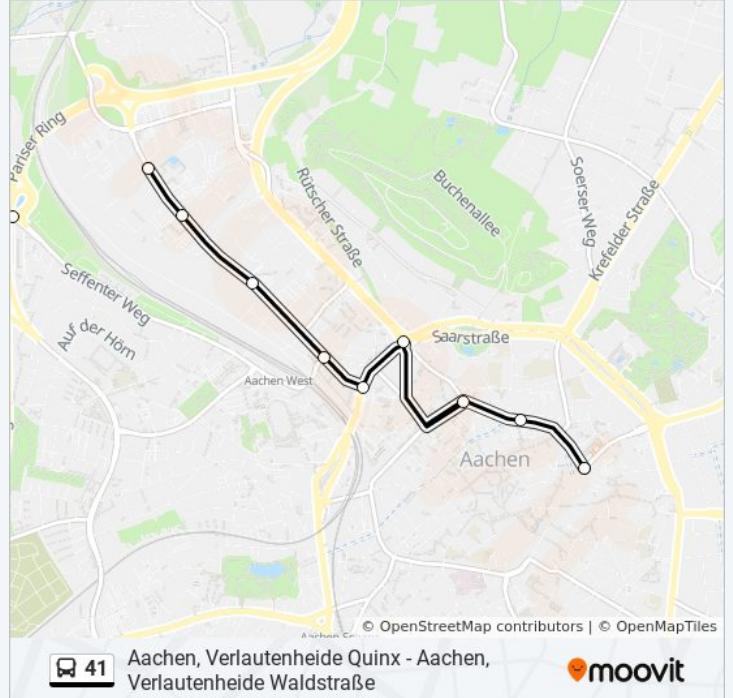 Pariser Ring
Rütscher Straße
Buchenallee
Soerser Weg
Krefelder Straße
Seffenter Weg
Auf der Hörn
Saarstraße
Aachen West
Aachen
© OpenStreetMap contributors | © OpenMapTiles
41
Aachen, Verlautenheide Quinx - Aachen,
Verlautenheide Waldstraße
moovit